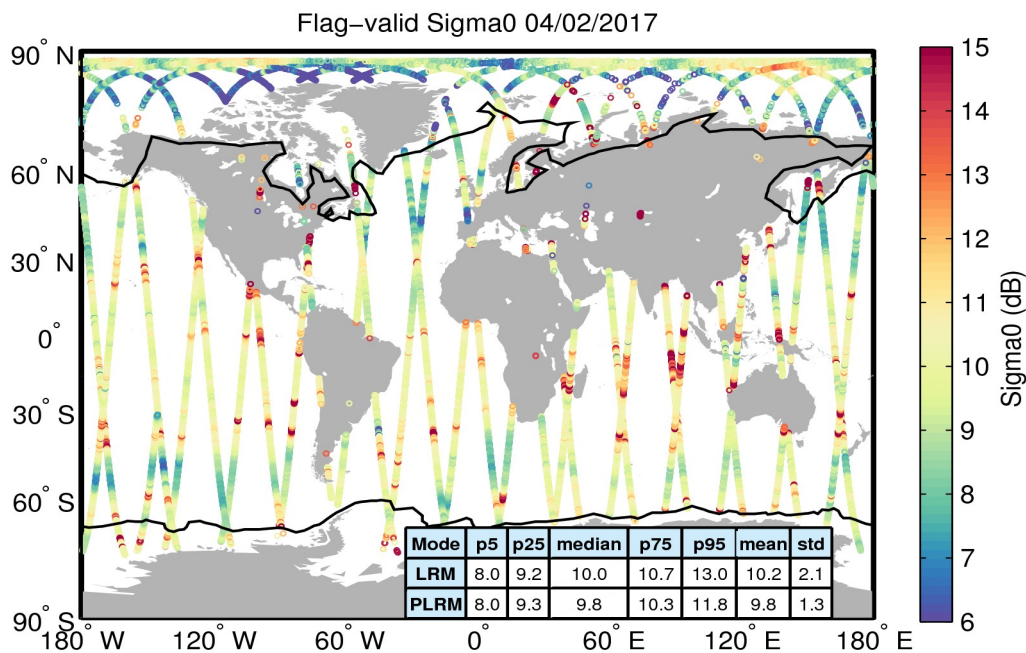 Flag−valid Sigma0 04/02/2017
90° N
60° N
30° N
0°
30° S
60° S
90° S
180° W
120° W
60° W
0°
60° E
120° E
180° E
15
14
13
12
11
10
9
8
7
6
Sigma0 (dB)
Mode p5 p25 median p75 p95 mean std
LRM 8.0 9.2 10.0 10.7 13.0 10.2 2.1
PLRM 8.0 9.3 9.8 10.3 11.8 9.8 1.3